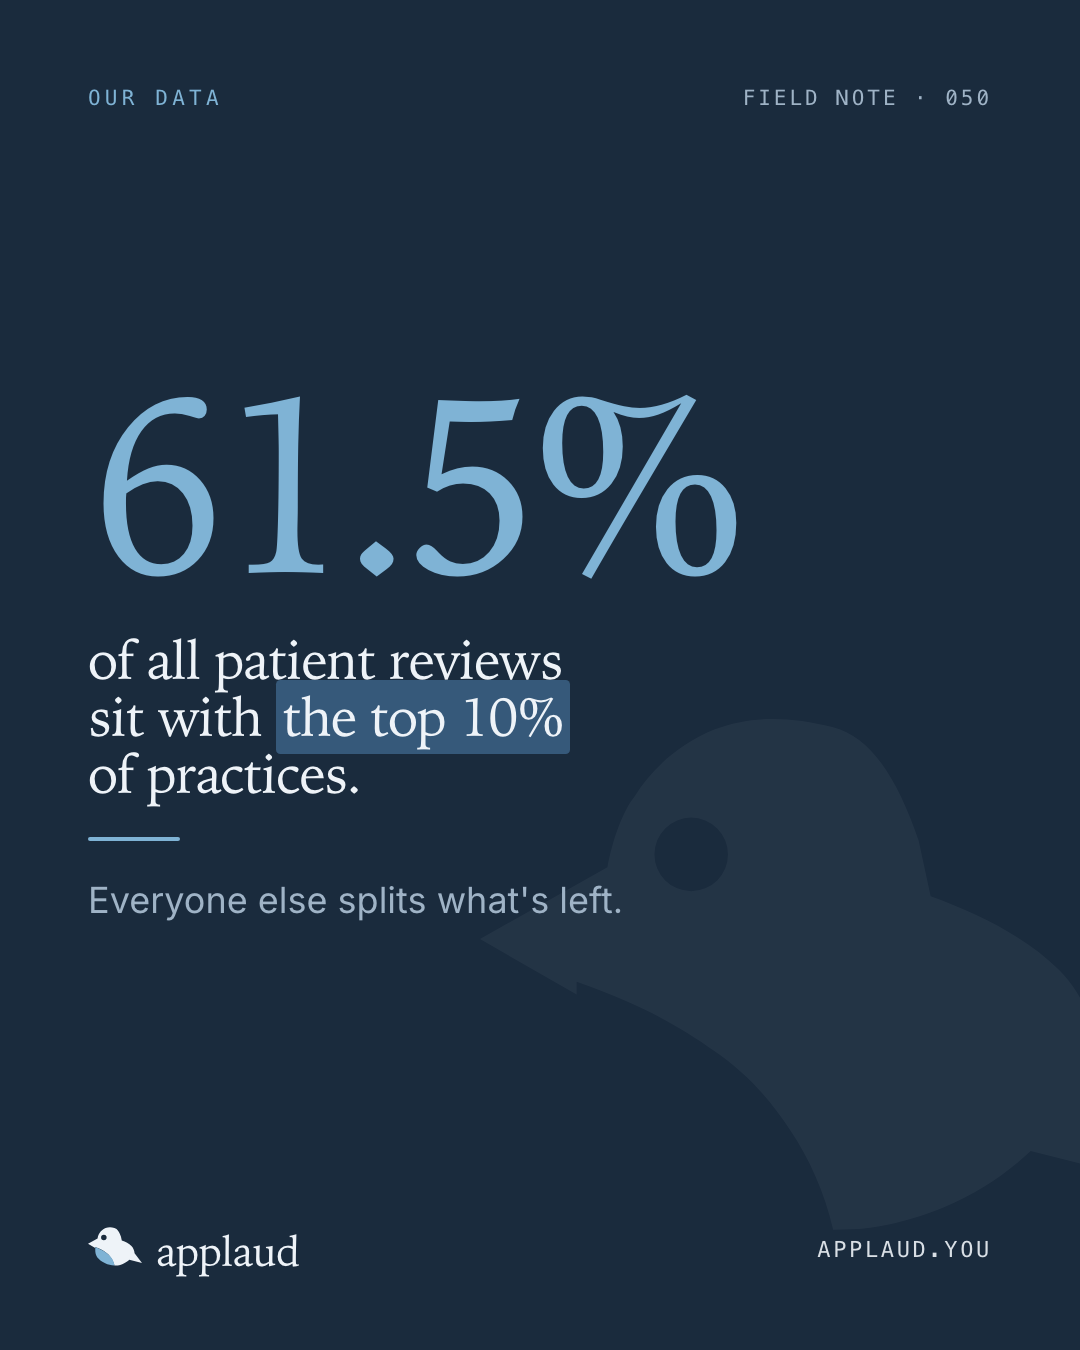 OUR DATA
FIELD NOTE · 050
61.5%
of all patient reviews
sit with the top 10%
of practices.
Everyone else splits what's left.
applaud
APPLAUD.YOU